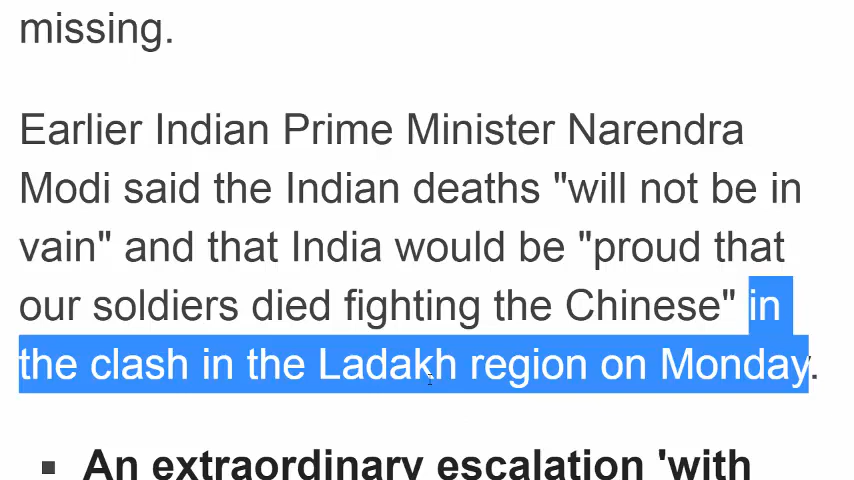 missing.
Earlier Indian Prime Minister Narendra
Modi said the Indian deaths "will not be in
vain" and that India would be "proud that
our soldiers died fighting the Chinese" in
the clash in the Ladakh region on Monday.
▪ An extraordinary escalation 'with